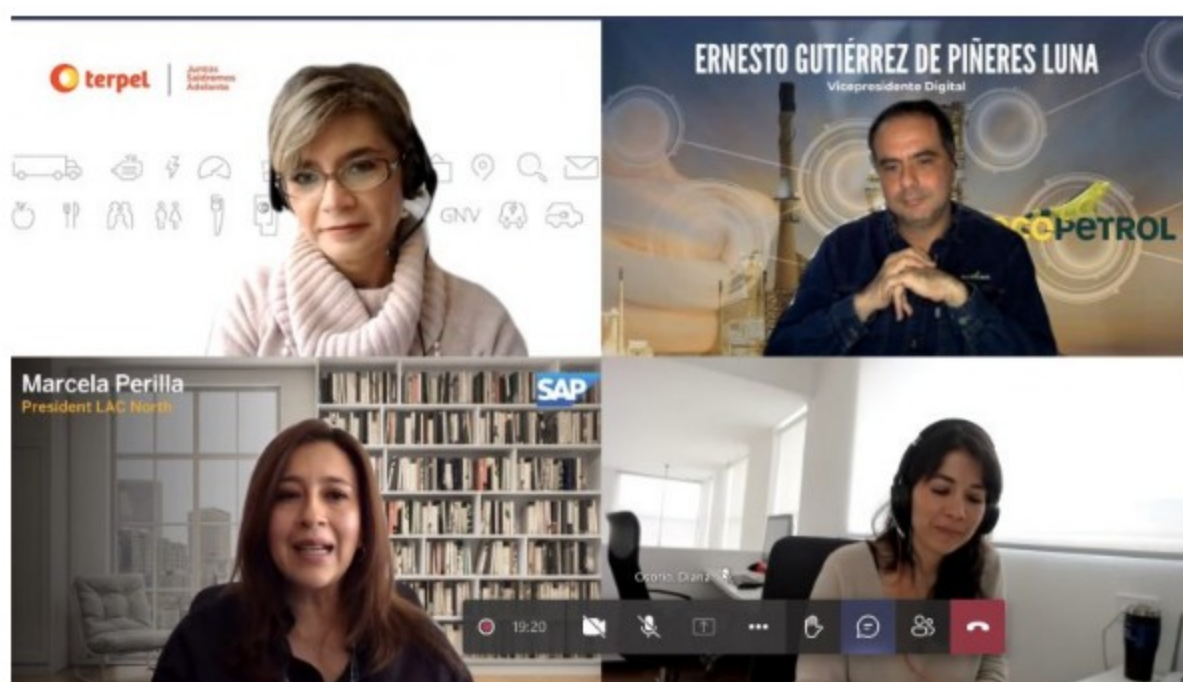 terpel
Juntos
Saldremos
Adelante
GNV
ERNESTO GUTIÉRREZ DE PIÑERES LUNA
Vicepresidente Digital
ECOPETROL
Marcela Perilla
President LAC North
SAP
Osorio, Diana
19:20